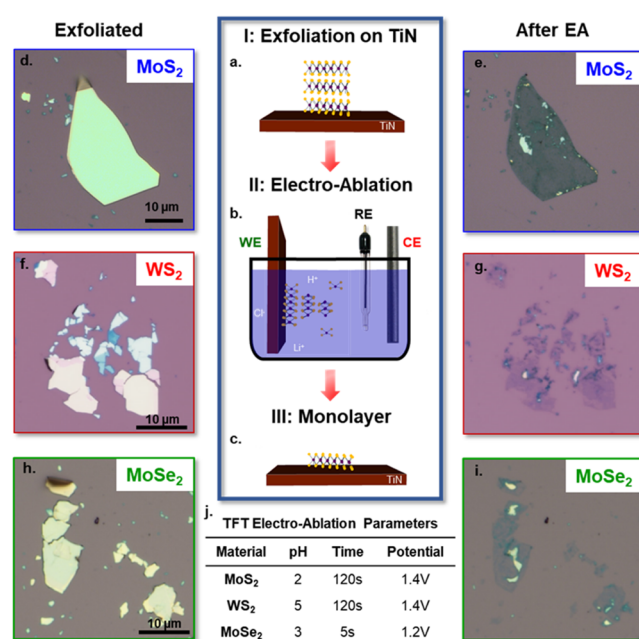 Exfoliated
d.
MoS₂
10 µm
f.
WS₂
10 µm
h.
MoSe₂
10 µm
I: Exfoliation on TiN
a.
TiN
II: Electro-Ablation
b.
RE
WE
CE
H⁺
Cl⁻
Li⁺
III: Monolayer
c.
TiN
j.
TFT Electro-Ablation Parameters
Material pH Time Potential
MoS₂ 2 120s 1.4V
WS₂ 5 120s 1.4V
MoSe₂ 3 5s 1.2V
After EA
e.
MoS₂
g.
WS₂
i.
MoSe₂